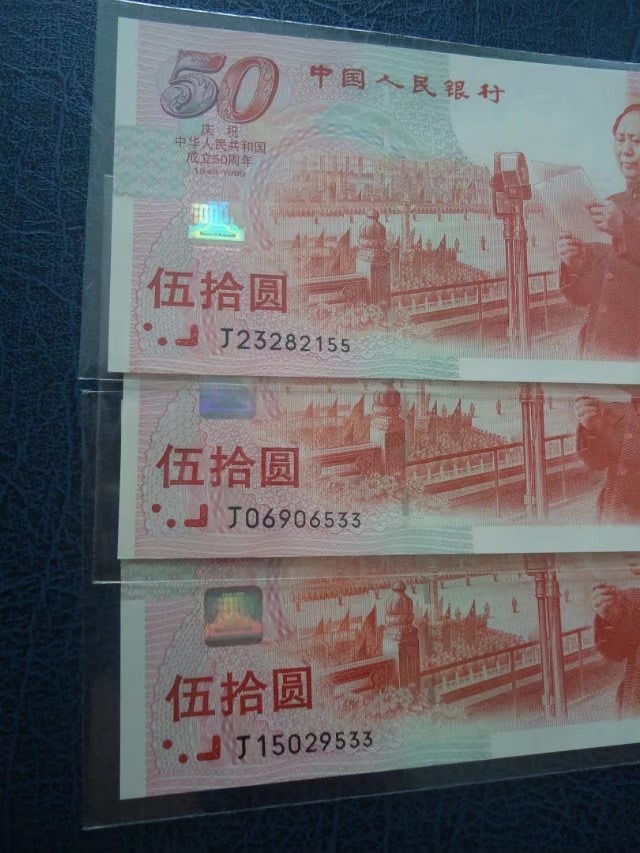 50
中国人民银行
庆祝
中华人民共和国
成立50周年
1949-1999
伍拾圆
J23282155
伍拾圆
J06906533
伍拾圆
J15029533